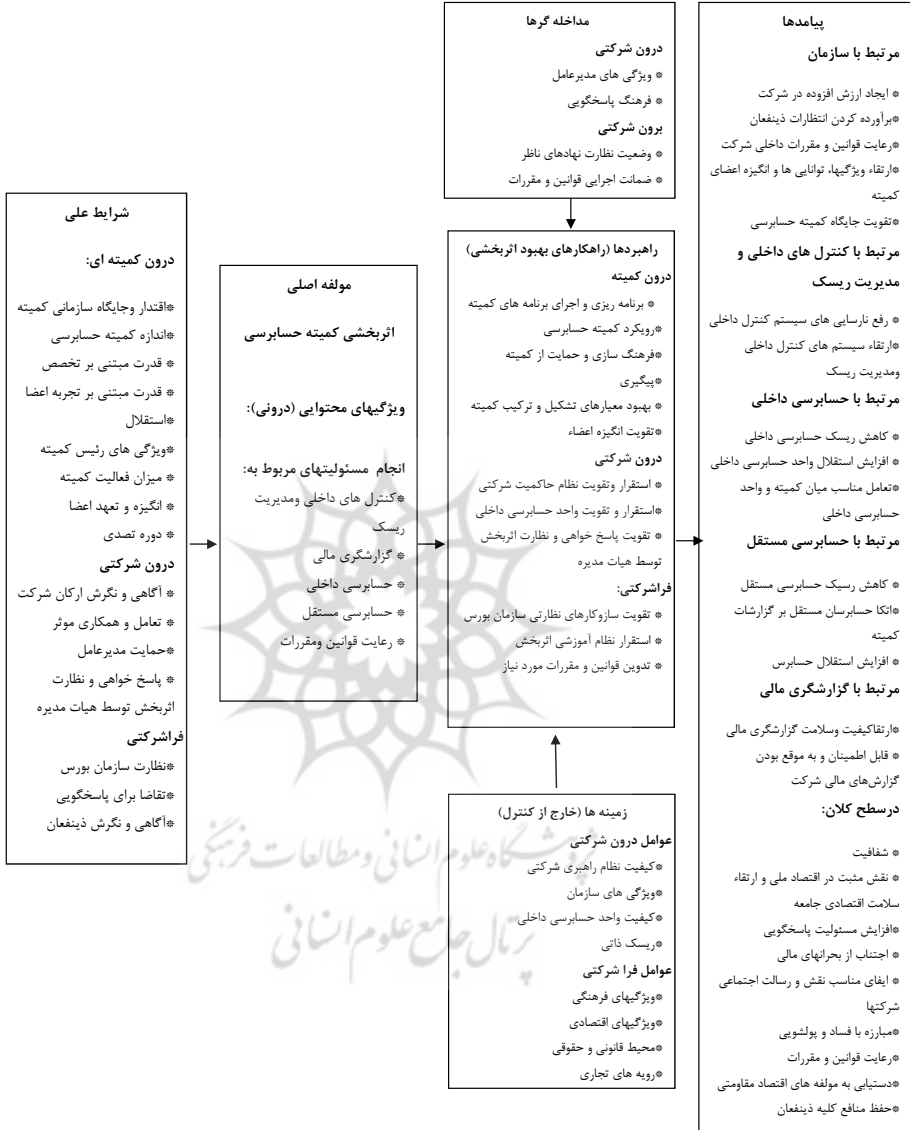 شرایط علی
درون کمیته ای:
*اقتدار وجایگاه سازمانی کمیته
*اندازه کمیته حسابرسی
* قدرت مبتنی بر تخصص
* قدرت مبتنی بر تجربه اعضا
*استقلال
*ویژگی های رئیس کمیته
* میزان فعالیت کمیته
* انگیزه و تعهد اعضا
* دوره تصدی
درون شرکتی
* آگاهی و نگرش ارکان شرکت
* تعامل و همکاری موثر
*حمایت مدیرعامل
* پاسخ خواهی و نظارت
اثربخش توسط هیات مدیره
فراشرکتی
*نظارت سازمان بورس
*تقاضا برای پاسخگویی
*آگاهی و نگرش ذینفعان
مولفه اصلی
اثربخشی کمیته حسابرسی
ویژگیهای محتوایی (درونی):
انجام مسئولیتهای مربوط به:
*کنترل های داخلی ومدیریت
ریسک
* گزارشگری مالی
* حسابرسی داخلی
* حسابرسی مستقل
* رعایت قوانین ومقررات
مداخله گرها
درون شرکتی
* ویژگی های مدیرعامل
* فرهنگ پاسخگویی
برون شرکتی
* وضعیت نظارت نهادهای ناظر
* ضمانت اجرایی قوانین و مقررات
راهبردها (راهکارهای بهبود اثربخشی)
درون کمیته
* برنامه ریزی و اجرای برنامه های کمیته
*رویکرد کمیته حسابرسی
*فرهنگ سازی و حمایت از کمیته
*پیگیری
* بهبود معیارهای تشکیل و ترکیب کمیته
*تقویت انگیزه اعضاء
درون شرکتی
* استقرار وتقویت نظام حاکمیت شرکتی
*استقرار و تقویت واحد حسابرسی داخلی
* تقویت پاسخ خواهی و نظارت اثربخش
توسط هیات مدیره
فراشرکتی:
* تقویت سازوکارهای نظارتی سازمان بورس
* استقرار نظام آموزشی اثربخش
* تدوین قوانین و مقررات مورد نیاز
زمینه ها (خارج از کنترل)
عوامل درون شرکتی
*کیفیت نظام راهبری شرکتی
*ویژگی های سازمان
*کیفیت واحد حسابرسی داخلی
*ریسک ذاتی
عوامل فرا شرکتی
*ویژگیهای فرهنگی
*ویژگیهای اقتصادی
*محیط قانونی و حقوقی
*رویه های تجاری
پیامدها
مرتبط با سازمان
* ایجاد ارزش افزوده در شرکت
*برآورده کردن انتظارات ذینفعان
*رعایت قوانین و مقررات داخلی شرکت
*ارتقاء ویژگیها، توانایی ها و انگیزه اعضای
کمیته
*تقویت جایگاه کمیته حسابرسی
مرتبط با کنترل های داخلی و
مدیریت ریسک
* رفع نارسایی های سیستم کنترل داخلی
*ارتقاء سیستم های کنترل داخلی
ومدیریت ریسک
مرتبط با حسابرسی داخلی
* کاهش ریسک حسابرسی داخلی
* افزایش استقلال واحد حسابرسی داخلی
*تعامل مناسب میان کمیته و واحد
حسابرسی داخلی
مرتبط با حسابرسی مستقل
* کاهش رسیک حسابرسی مستقل
*اتکا حسابرسان مستقل بر گزارشات
کمیته
* افزایش استقلال حسابرس
مرتبط با گزارشگری مالی
*ارتقاکیفیت وسلامت گزارشگری مالی
* قابل اطمینان و به موقع بودن
گزارش‌های مالی شرکت
درسطح کلان:
* شفافیت
* نقش مثبت در اقتصاد ملی و ارتقاء
سلامت اقتصادی جامعه
*افزایش مسئولیت پاسخگویی
* اجتناب از بحرانهای مالی
* ایفای مناسب نقش و رسالت اجتماعی
شرکتها
*مبارزه با فساد و پولشویی
*رعایت قوانین و مقررات
*دستیابی به مولفه های اقتصاد مقاومتی
*حفظ منافع کلیه ذینفعان
پژوهشگاه علوم انسانی و مطالعات فرهنگی
پرتال جامع علوم انسانی